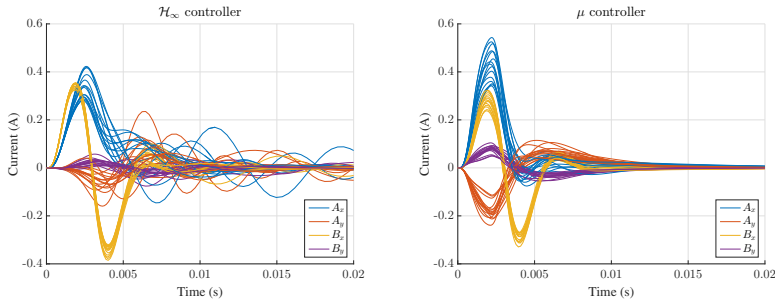 ℋ∞ controller
0.6
0.4
0.2
0
-0.2
-0.4
0
0.005
0.01
0.015
0.02
Current (A)
Time (s)
Ax
Ay
Bx
By
μ controller
0.6
0.4
0.2
0
-0.2
-0.4
0
0.005
0.01
0.015
0.02
Current (A)
Time (s)
Ax
Ay
Bx
By